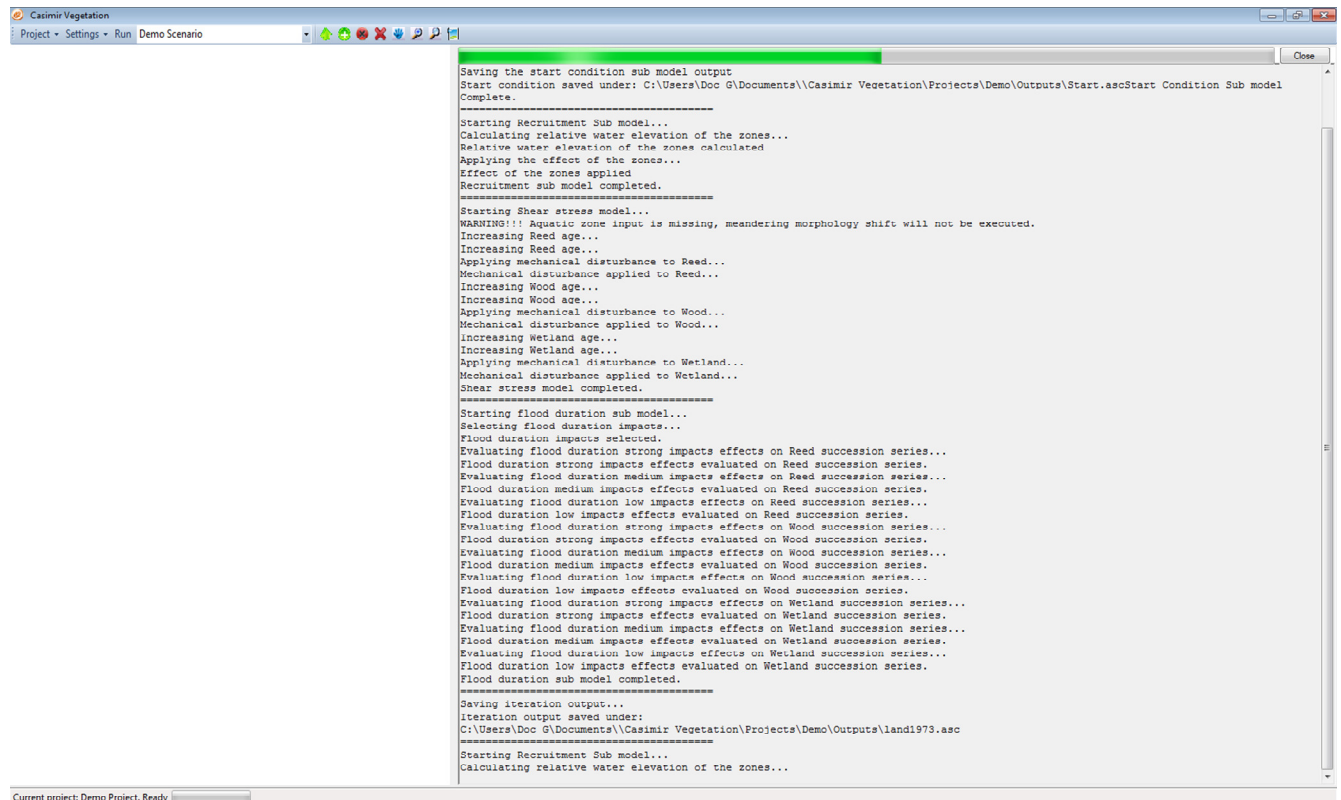 Casimir Vegetation
Project Settings Run Demo Scenario
Close
Saving the start condition sub model output
Start condition saved under: C:\Users\Doc G\Documents\\Casimir Vegetation\Projects\Demo\Outputs\Start.ascStart Condition Sub model
Complete.
========================================
Starting Recruitment Sub model...
Calculating relative water elevation of the zones...
Relative water elevation of the zones calculated
Applying the effect of the zones...
Effect of the zones applied
Recruitment sub model completed.
========================================
Starting Shear stress model...
WARNING!!! Aquatic zone input is missing, meandering morphology shift will not be executed.
Increasing Reed age...
Increasing Reed age...
Applying mechanical disturbance to Reed...
Mechanical disturbance applied to Reed...
Increasing Wood age...
Increasing Wood age...
Applying mechanical disturbance to Wood...
Mechanical disturbance applied to Wood...
Increasing Wetland age...
Increasing Wetland age...
Applying mechanical disturbance to Wetland...
Mechanical disturbance applied to Wetland...
Shear stress model completed.
========================================
Starting flood duration sub model...
Selecting flood duration impacts...
Flood duration impacts selected.
Evaluating flood duration strong impacts effects on Reed succession series...
Flood duration strong impacts effects evaluated on Reed succession series.
Evaluating flood duration medium impacts effects on Reed succession series...
Flood duration medium impacts effects evaluated on Reed succession series.
Evaluating flood duration low impacts effects on Reed succession series...
Flood duration low impacts effects evaluated on Reed succession series.
Evaluating flood duration strong impacts effects on Wood succession series...
Flood duration strong impacts effects evaluated on Wood succession series.
Evaluating flood duration medium impacts effects on Wood succession series...
Flood duration medium impacts effects evaluated on Wood succession series.
Evaluating flood duration low impacts effects on Wood succession series...
Flood duration low impacts effects evaluated on Wood succession series.
Evaluating flood duration strong impacts effects on Wetland succession series...
Flood duration strong impacts effects evaluated on Wetland succession series.
Evaluating flood duration medium impacts effects on Wetland succession series...
Flood duration medium impacts effects evaluated on Wetland succession series.
Evaluating flood duration low impacts effects on Wetland succession series...
Flood duration low impacts effects evaluated on Wetland succession series.
Flood duration sub model completed.
========================================
Saving iteration output...
Iteration output saved under:
C:\Users\Doc G\Documents\\Casimir Vegetation\Projects\Demo\Outputs\land1973.asc
========================================
Starting Recruitment Sub model...
Calculating relative water elevation of the zones...
Current project: Demo Project. Ready